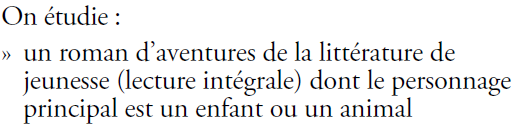 On étudie :
» un roman d’aventures de la littérature de
jeunesse (lecture intégrale) dont le personnage
principal est un enfant ou un animal